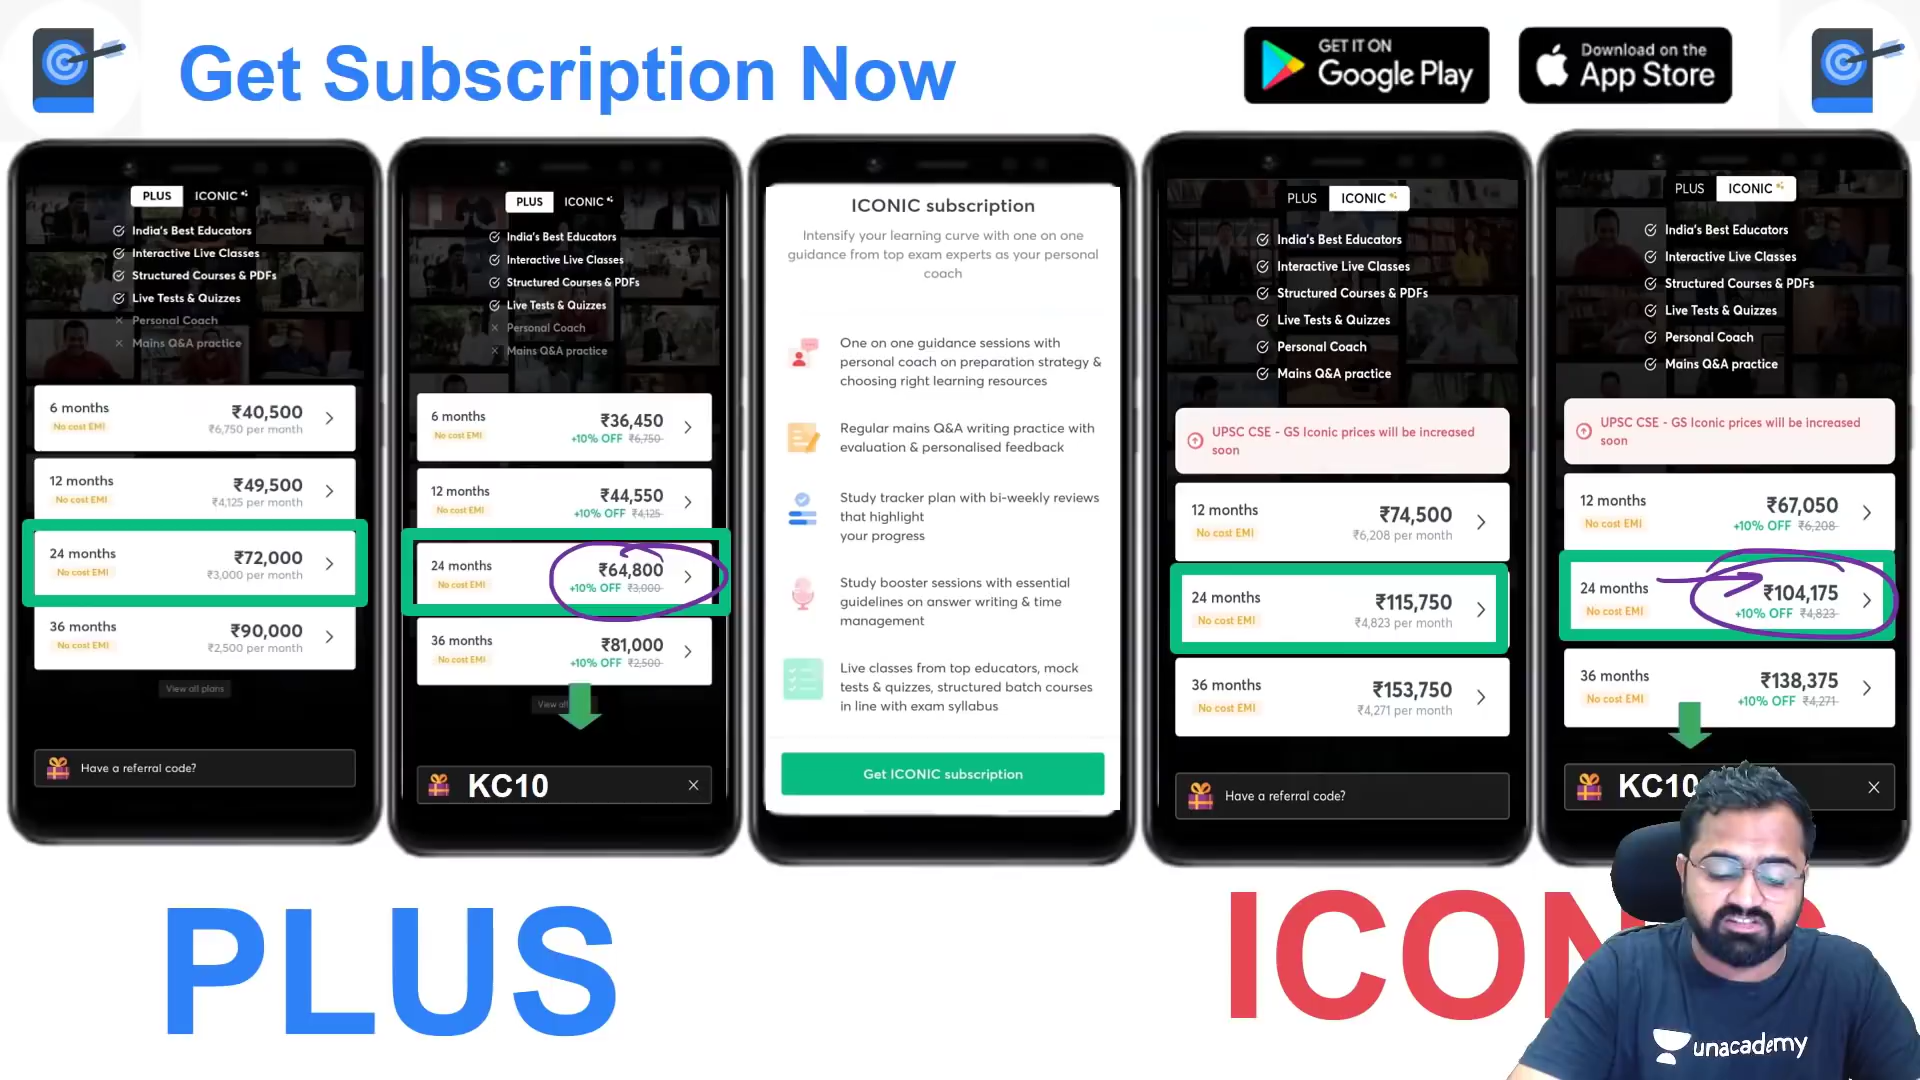 Get Subscription Now
GET IT ON
Google Play
Download on the
App Store
PLUS ICONIC
India's Best Educators
Interactive Live Classes
Structured Courses & PDFs
Live Tests & Quizzes
Personal Coach
Mains Q&A practice
6 months ₹40,500
No cost EMI ₹6,750 per month
12 months ₹49,500
No cost EMI ₹4,125 per month
24 months ₹72,000
No cost EMI ₹3,000 per month
36 months ₹90,000
No cost EMI ₹2,500 per month
View all plans
Have a referral code?
PLUS ICONIC
India's Best Educators
Interactive Live Classes
Structured Courses & PDFs
Live Tests & Quizzes
Personal Coach
Mains Q&A practice
6 months ₹36,450
No cost EMI +10% OFF ₹6,750
12 months ₹44,550
No cost EMI +10% OFF ₹4,125
24 months ₹64,800
No cost EMI +10% OFF ₹3,000
36 months ₹81,000
No cost EMI +10% OFF ₹2,500
View all
KC10
ICONIC subscription
Intensify your learning curve with one on one
guidance from top exam experts as your personal
coach
One on one guidance sessions with
personal coach on preparation strategy &
choosing right learning resources
Regular mains Q&A writing practice with
evaluation & personalised feedback
Study tracker plan with bi-weekly reviews
that highlight
your progress
Study booster sessions with essential
guidelines on answer writing & time
management
Live classes from top educators, mock
tests & quizzes, structured batch courses
in line with exam syllabus
Get ICONIC subscription
PLUS ICONIC
India's Best Educators
Interactive Live Classes
Structured Courses & PDFs
Live Tests & Quizzes
Personal Coach
Mains Q&A practice
UPSC CSE - GS Iconic prices will be increased
soon
12 months ₹74,500
No cost EMI ₹6,208 per month
24 months ₹115,750
No cost EMI ₹4,823 per month
36 months ₹153,750
No cost EMI ₹4,271 per month
Have a referral code?
PLUS ICONIC
India's Best Educators
Interactive Live Classes
Structured Courses & PDFs
Live Tests & Quizzes
Personal Coach
Mains Q&A practice
UPSC CSE - GS Iconic prices will be increased
soon
12 months ₹67,050
No cost EMI +10% OFF ₹6,208
24 months ₹104,175
No cost EMI +10% OFF ₹4,823
36 months ₹138,375
No cost EMI +10% OFF ₹4,271
KC10
PLUS
ICONIC
unacademy